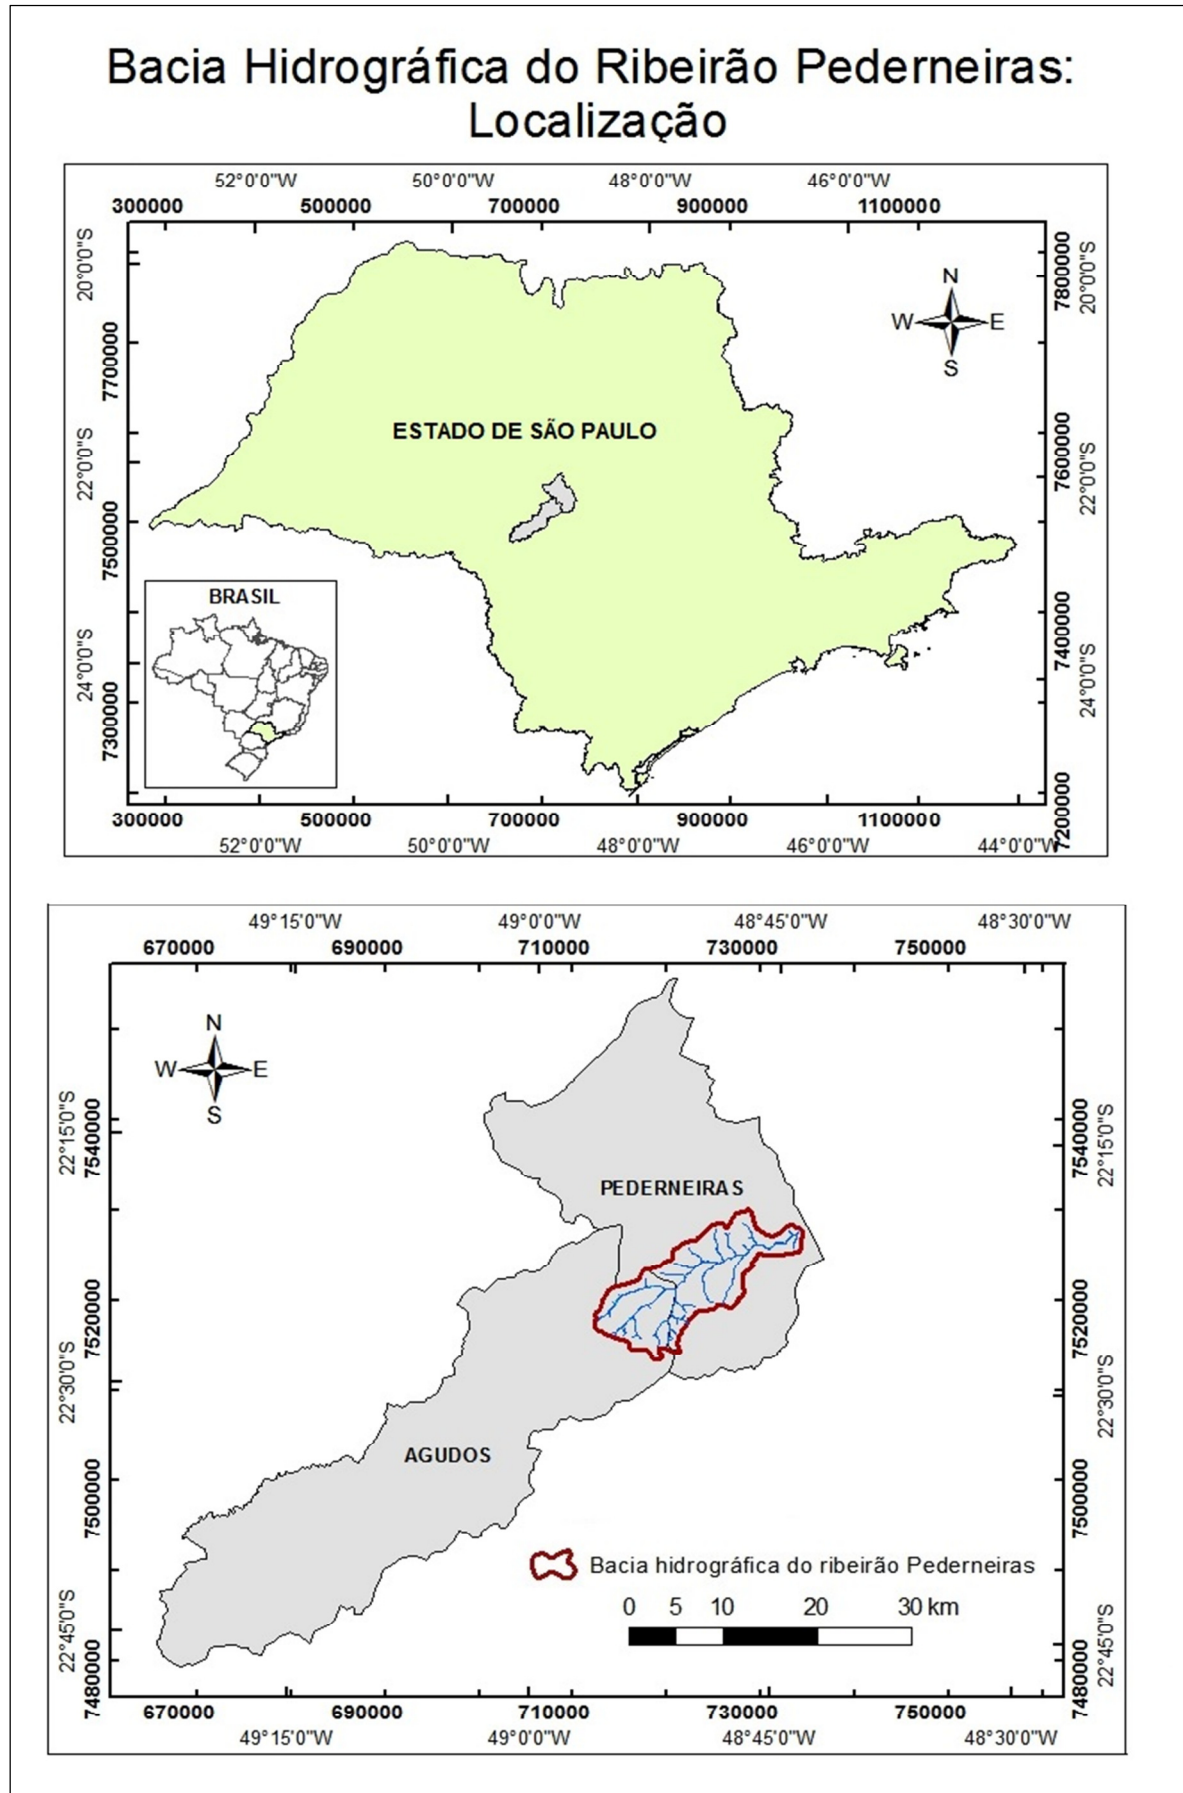 Bacia Hidrográfica do Ribeirão Pederneiras:
Localização
52°0'0"W 50°0'0"W 48°0'0"W 46°0'0"W
300000 500000 700000 900000 1100000
20°0'0"S
7800000
20°0'0"S
N
W E
S
7700000
ESTADO DE SÃO PAULO
22°0'0"S
7600000
22°0'0"S
7500000
BRASIL
24°0'0"S
7400000
24°0'0"S
7300000
7200000
300000 500000 700000 900000 1100000
52°0'0"W 50°0'0"W 48°0'0"W 46°0'0"W 44°0'0"W
49°15'0"W 49°0'0"W 48°45'0"W 48°30'0"W
670000 690000 710000 730000 750000
N
W E
S
22°15'0"S
7540000
7540000
22°15'0"S
PEDERNEIRAS
7520000
7520000
22°30'0"S
22°30'0"S
AGUDOS
7500000
7500000
Bacia hidrográfica do ribeirão Pederneiras
0 5 10 20 30 km
22°45'0"S
7480000
7480000
22°45'0"S
670000 690000 710000 730000 750000
49°15'0"W 49°0'0"W 48°45'0"W 48°30'0"W